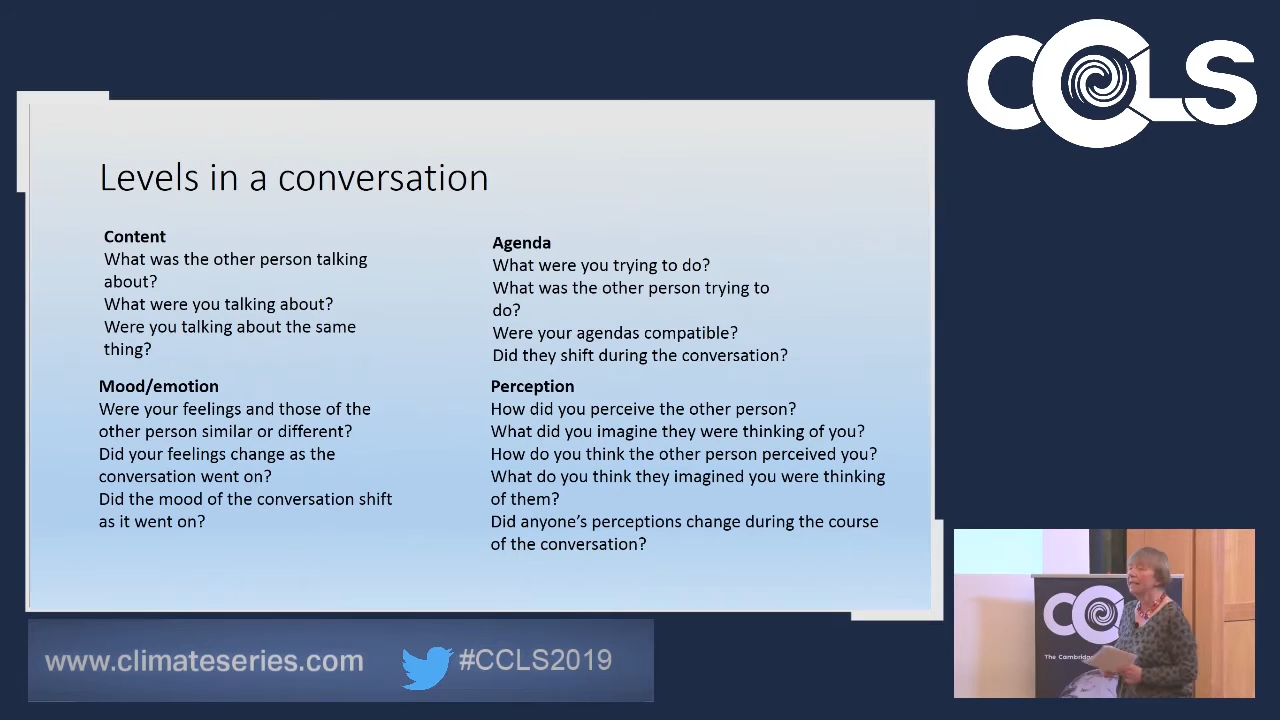 CCLS
Levels in a conversation
Content
What was the other person talking
about?
What were you talking about?
Were you talking about the same
thing?
Agenda
What were you trying to do?
What was the other person trying to
do?
Were your agendas compatible?
Did they shift during the conversation?
Mood/emotion
Were your feelings and those of the
other person similar or different?
Did your feelings change as the
conversation went on?
Did the mood of the conversation shift
as it went on?
Perception
How did you perceive the other person?
What did you imagine they were thinking of you?
How do you think the other person perceived you?
What do you think they imagined you were thinking
of them?
Did anyone’s perceptions change during the course
of the conversation?
CC
The
www.climateseries.com #CCLS2019